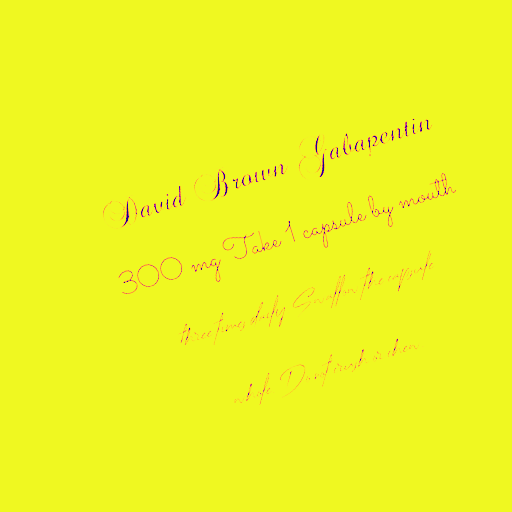 David Brown Gabapentin
300 mg Take 1 capsule by mouth
three times daily Swallow the capsule
whole Do not crush or chew